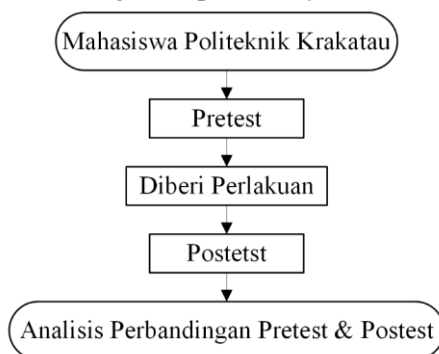 Mahasiswa Politeknik Krakatau
Pretest
Diberi Perlakuan
Postetst
Analisis Perbandingan Pretest & Postest